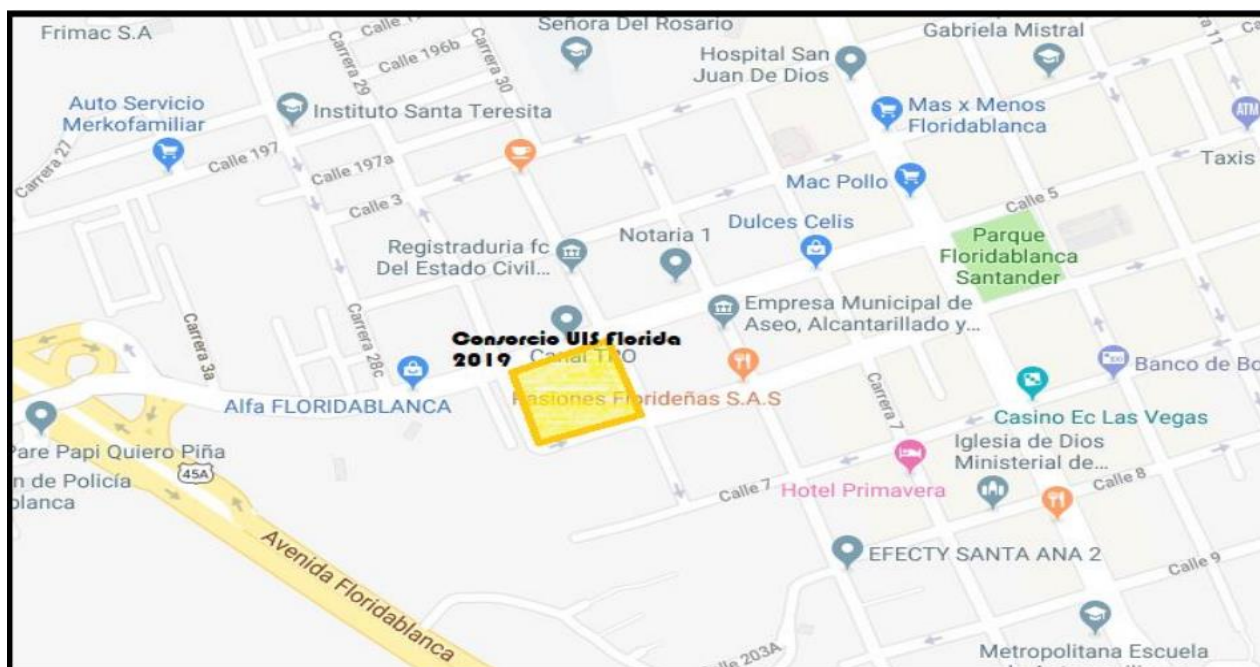 Frimac S.A
Carrera 29
Calle 196b
Carrera 30
Señora Del Rosario
Hospital San
Juan De Dios
Gabriela Mistral
11
Auto Servicio
Merkofamiliar
Instituto Santa Teresita
Mas x Menos
Floridablanca
ATM
Taxis
Carrera 27
Calle 197
Calle 197a
Calle 3
Mac Pollo
Calle 5
Registraduria fc
Del Estado Civil...
Notaria 1
Dulces Celis
Parque
Floridablanca
Santander
Empresa Municipal de
Aseo, Alcantarillado y...
Carrera 3a
Carrera 28c
Consorcio UIS Florida
2019
Canal TRO
Alfa FLORIDABLANCA
Pasiones Florideñas S.A.S
Carrera 7
Banco de Bo
Casino Ec Las Vegas
Pare Papi Quiero Piña
45A
n de Policía
blanca
Iglesia de Dios
Ministerial de...
Hotel Primavera
Calle 7
Calle 8
Avenida Floridablanca
EFECTY SANTA ANA 2
Calle 9
Calle 203A
Metropolitana Escuela